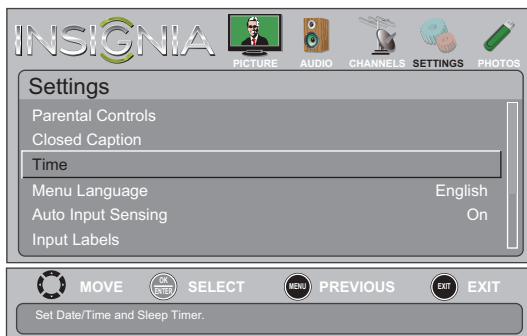 INSIGNIA
PICTURE AUDIO CHANNELS SETTINGS PHOTOS
Settings
Parental Controls
Closed Caption
Time
Menu Language English
Auto Input Sensing On
Input Labels
MOVE OK ENTER SELECT MENU PREVIOUS EXIT EXIT
Set Date/Time and Sleep Timer.